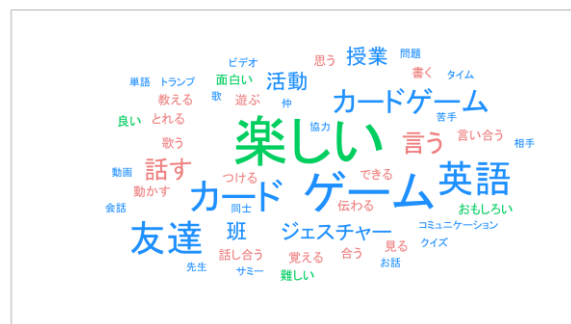 ビデオ 思う 授業 問題
単語 トランプ 面白い 活動 書く タイム
教える 歌 遊ぶ 仲 カードゲーム
良い とれる 協力 苦手
歌う 楽しい 言う 言い合う 相手
動画 話す つける できる 英語
動かす カード ゲーム
会話 同士 伝わる おもしろい
友達 班 ジェスチャー コミュニケーション
話し合う 覚える 合う 見る クイズ
先生 サミー 難しい お話